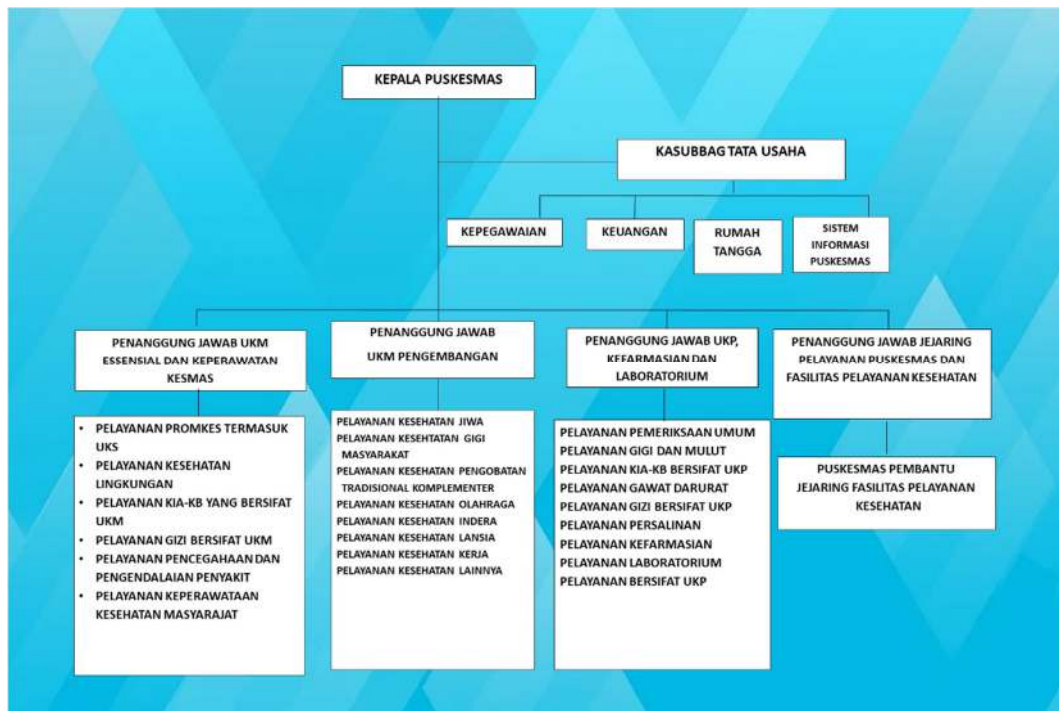 KEPALA PUSKESMAS
KASUBBAG TATA USAHA
KEPEGAWAIAN
KEUANGAN
RUMAH
TANGGA
SISTEM
INFORMASI
PUSKESMAS
PENANGGUNG JAWAB UKM
ESSENSIAL DAN KEPERAWATAN
KESMAS
PENANGGUNG JAWAB
UKM PENGEMBANGAN
PENANGGUNG JAWAB UKP,
KEFARMASIAN DAN
LABORATORIUM
PENANGGUNG JAWAB JEJARING
PELAYANAN PUSKESMAS DAN
FASILITAS PELAYANAN KESEHATAN
• PELAYANAN PROMKES TERMASUK
UKS
• PELAYANAN KESEHATAN
LINGKUNGAN
• PELAYANAN KIA-KB YANG BERSIFAT
UKM
• PELAYANAN GIZI BERSIFAT UKM
• PELAYANAN PENCEGAHAAN DAN
PENGENDALAIAN PENYAKIT
• PELAYANAN KEPERAWATAAN
KESEHATAN MASYARAJAT
PELAYANAN KESEHATAN JIWA
PELAYANAN KESEHTATAN GIGI
MASYARAKAT
PELAYANAN KESEHATAN PENGOBATAN
TRADISIONAL KOMPLEMENTER
PELAYANAN KESEHATAN OLAHRAGA
PELAYANAN KESEHATAN INDERA
PELAYANAN KESEHATAN LANSIA
PELAYANAN KESEHATAN KERJA
PELAYANAN KESEHATAN LAINNYA
PELAYANAN PEMERIKSAAN UMUM
PELAYANAN GIGI DAN MULUT
PELAYANAN KIA-KB BERSIFAT UKP
PELAYANAN GAWAT DARURAT
PELAYANAN GIZI BERSIFAT UKP
PELAYANAN PERSALINAN
PELAYANAN KEFARMASIAN
PELAYANAN LABORATORIUM
PELAYANAN BERSIFAT UKP
PUSKESMAS PEMBANTU
JEJARING FASILITAS PELAYANAN
KESEHATAN